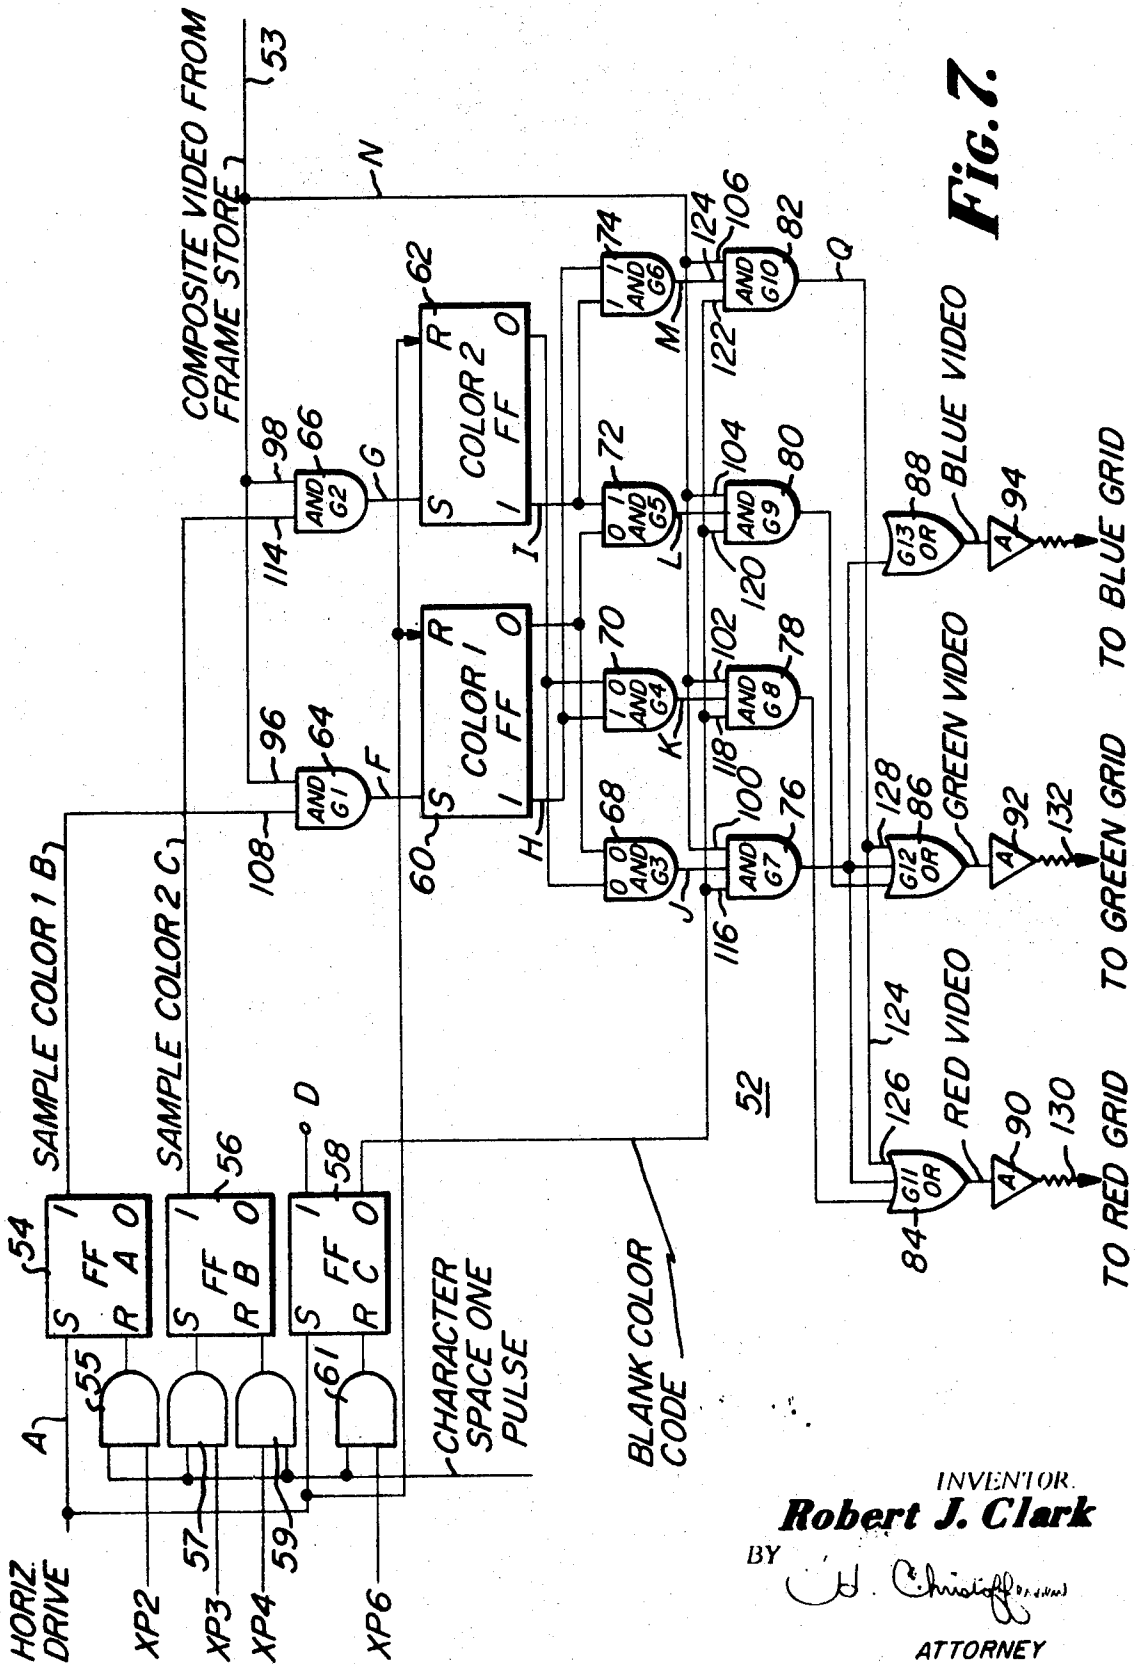 HORIZ.
DRIVE
A
XP2
XP3
XP4
XP6
55
57
59
61
54
S I
FF
A
R O
56
S I
FF
B
R O
58
S I
FF
C
R O
D
CHARACTER
SPACE ONE
PULSE
BLANK COLOR
CODE
SAMPLE COLOR 1 B
SAMPLE COLOR 2 C
COMPOSITE VIDEO FROM
FRAME STORE
53
N
96
108
AND
G1
64
F
98
114
AND
G2
66
G
60
S R
COLOR 1
FF
I O
H
62
S R
COLOR 2
FF
I O
I
0 0
AND
G3
68
J
1 0
AND
G4
70
K
0 1
AND
G5
72
L
1 1
AND
G6
74
M
116
100
AND
G7
76
118
102
AND
G8
78
120
104
AND
G9
80
122
124
106
AND
G10
82
Q
52
84
G11
OR
126
124
RED VIDEO
A
90
130
TO RED GRID
G12
OR
128
86
GREEN VIDEO
A
92
132
TO GREEN GRID
G13
OR
88
BLUE VIDEO
A
94
TO BLUE GRID
FIG. 7.
INVENTOR.
Robert J. Clark
BY
ATTORNEY